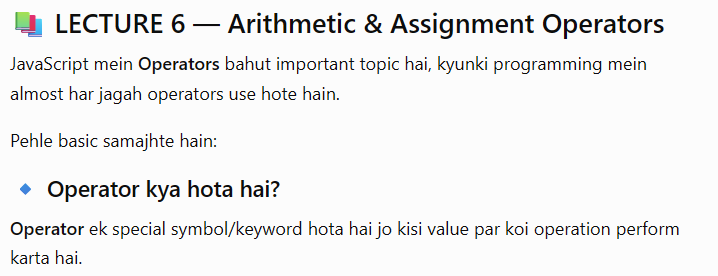 📚 LECTURE 6 — Arithmetic & Assignment Operators
JavaScript mein Operators bahut important topic hai, kyunki programming mein
almost har jagah operators use hote hain.
Pehle basic samajhte hain:
🔹 Operator kya hota hai?
Operator ek special symbol/keyword hota hai jo kisi value par koi operation perform
karta hai.